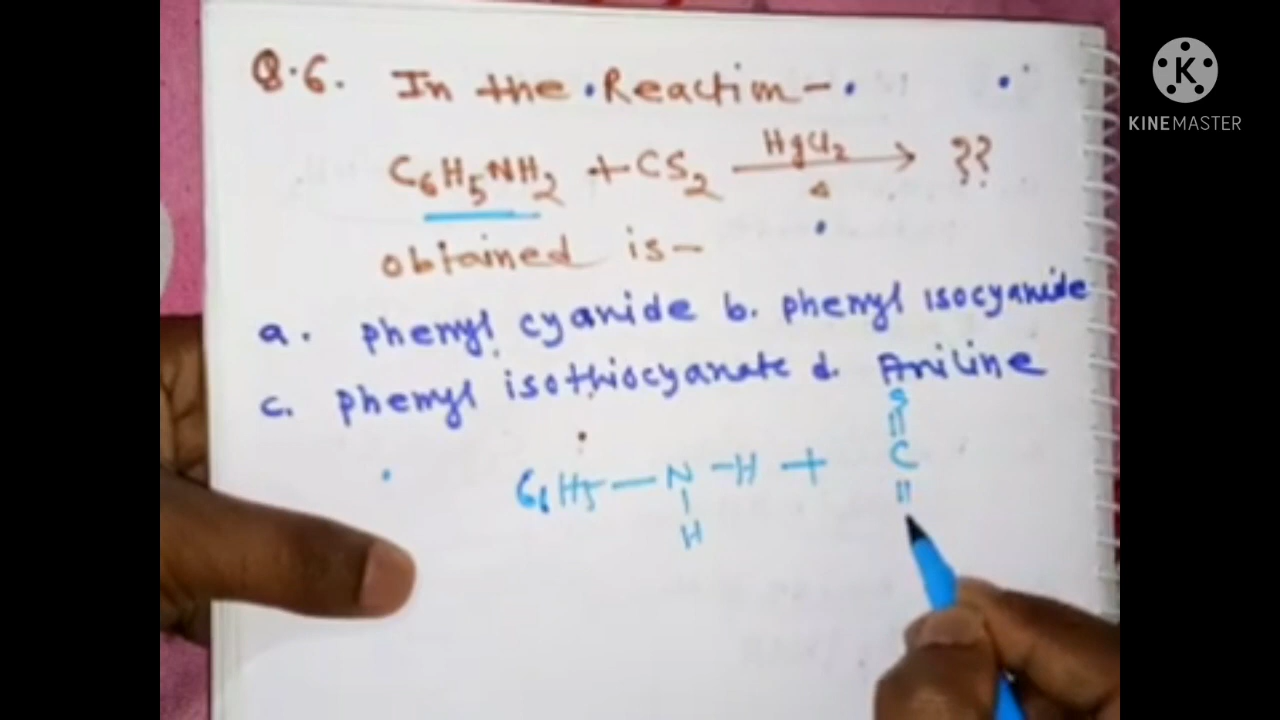 Q.6. In the Reaction -
C6H5NH2 + CS2 HgCl2 → ??
Δ
obtained is-
a. phenyl cyanide b. phenyl isocyanide
c. phenyl isothiocyanate d. Aniline
S
||
C6H5 — N - H + C
| ||
H
K
KINEMASTER